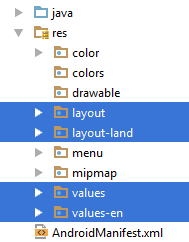 java
res
color
colors
drawable
layout
layout-land
menu
mipmap
values
values-en
AndroidManifest.xml